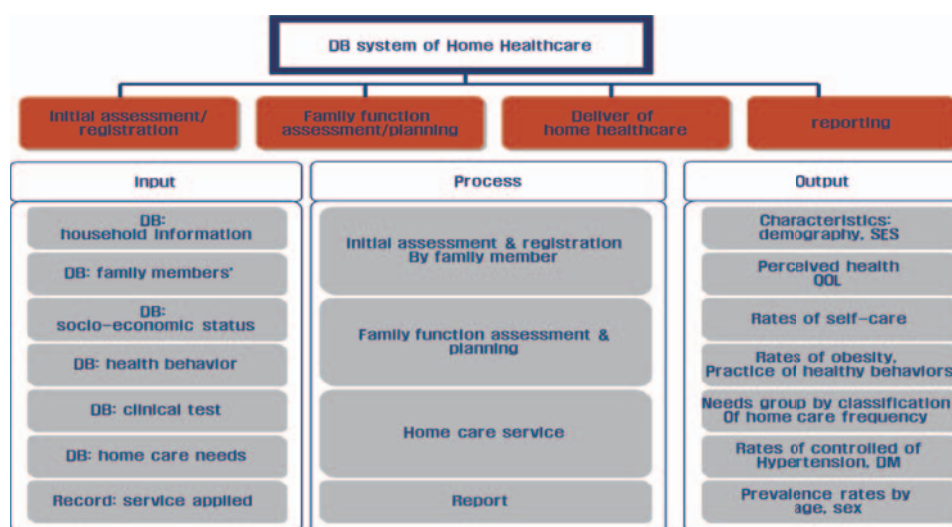 DB system of Home Healthcare
Initial assessment/
registration
Family function
assessment/planning
Deliver of
home healthcare
reporting
Input
DB:
household information
DB: family members'
DB:
socio-economic status
DB: health behavior
DB: clinical test
DB: home care needs
Record: service applied
Process
Initial assessment & registration
By family member
Family function assessment &
planning
Home care service
Report
Output
Characteristics:
demography, SES
Perceived health
QOL
Rates of self-care
Rates of obesity,
Practice of healthy behaviors
Needs group by classification
Of home care frequency
Rates of controlled of
Hypertension, DM
Prevalence rates by
age, sex